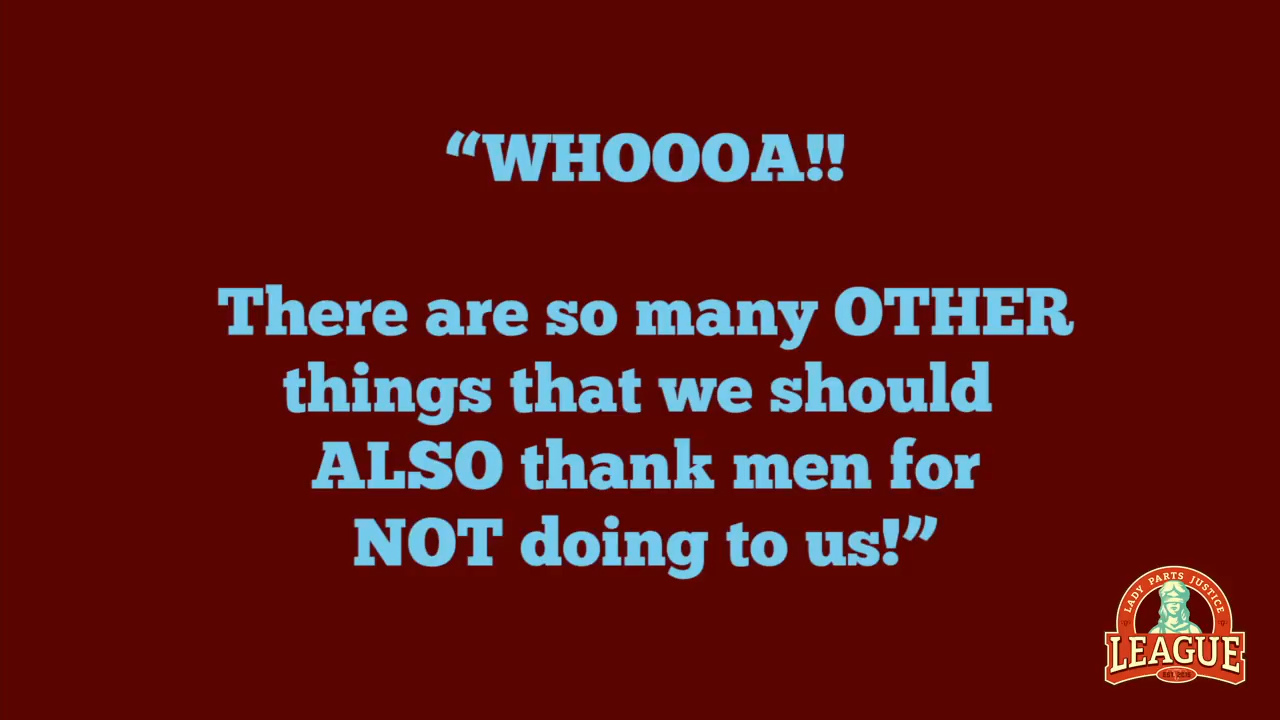 “WHOOOA!!
There are so many OTHER
things that we should
ALSO thank men for
NOT doing to us!”
LADY PARTS JUSTICE
LEAGUE